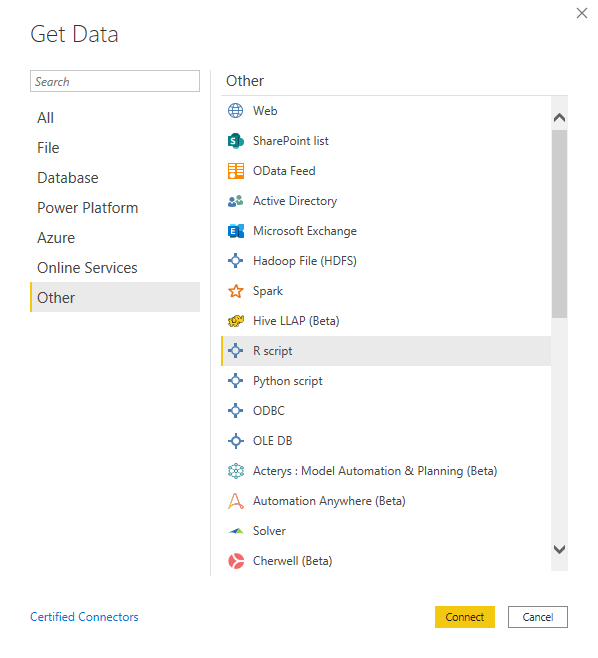 Get Data
Search
All
File
Database
Power Platform
Azure
Online Services
Other
Other
Web
SharePoint list
OData Feed
Active Directory
Microsoft Exchange
Hadoop File (HDFS)
Spark
Hive LLAP (Beta)
R script
Python script
ODBC
OLE DB
Acterys : Model Automation & Planning (Beta)
Automation Anywhere (Beta)
Solver
Cherwell (Beta)
Certified Connectors
Connect
Cancel